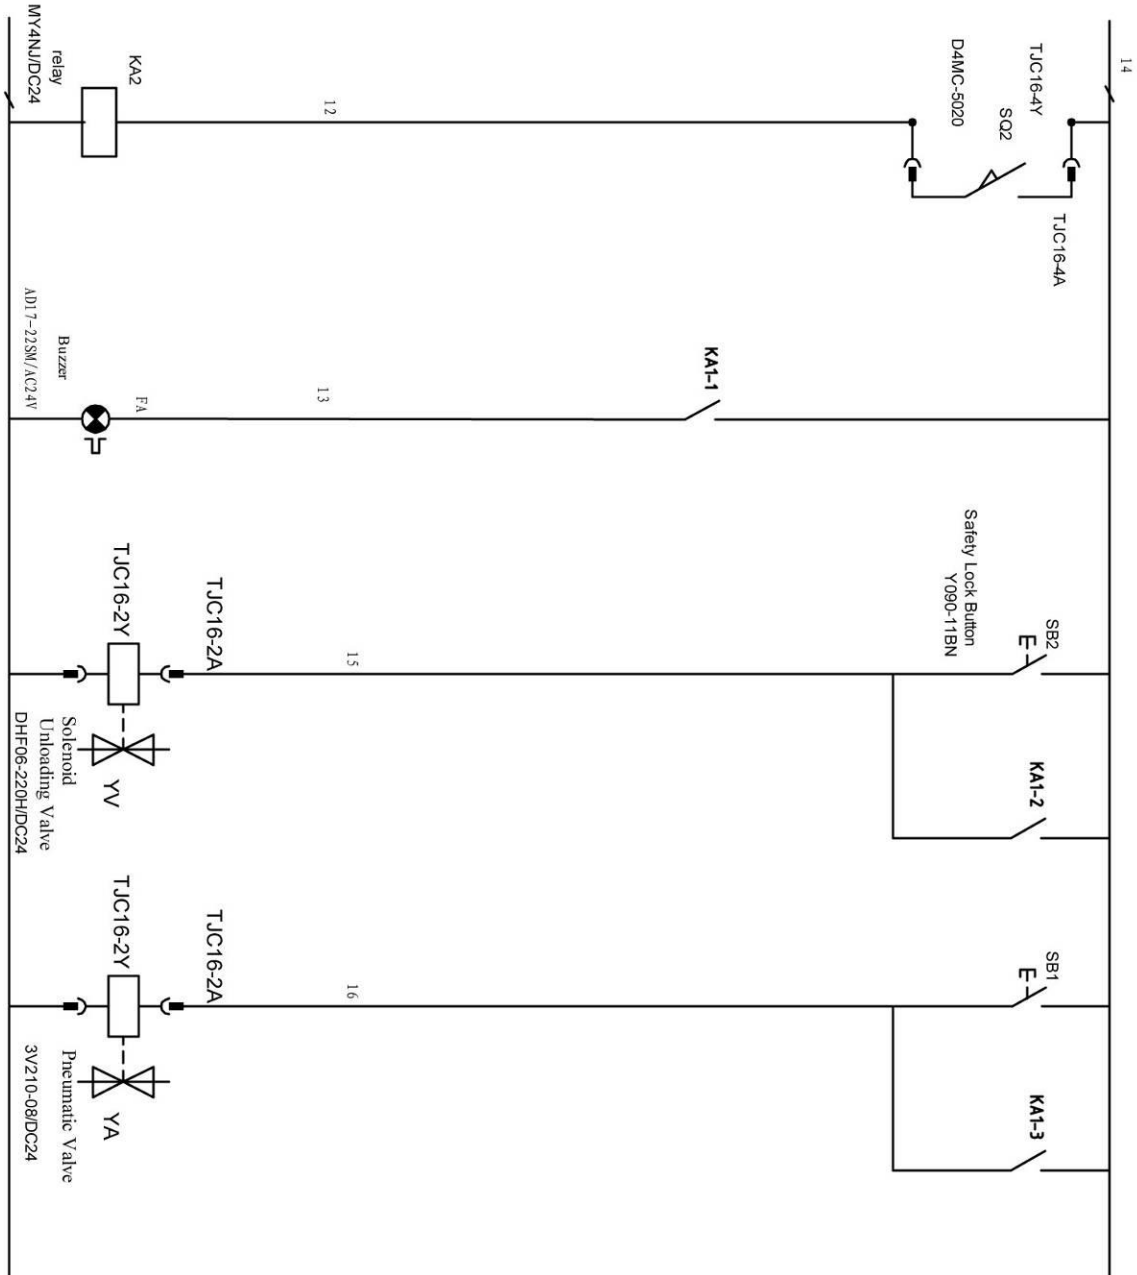 14
TJC16-4Y
SQ2
D4MC-5020
TJC16-4A
12
KA2
relay
MY4NJ/DC24
KA1-1
13
FA
Buzzer
AD17-22SM/AC24V
SB2
Safety Lock Button
Y090-11BN
KA1-2
15
TJC16-2A
TJC16-2Y
YV
Solenoid
Unloading Valve
DHF06-220H/DC24
SB1
KA1-3
16
TJC16-2A
TJC16-2Y
YA
Pneumatic Valve
3V210-08/DC24